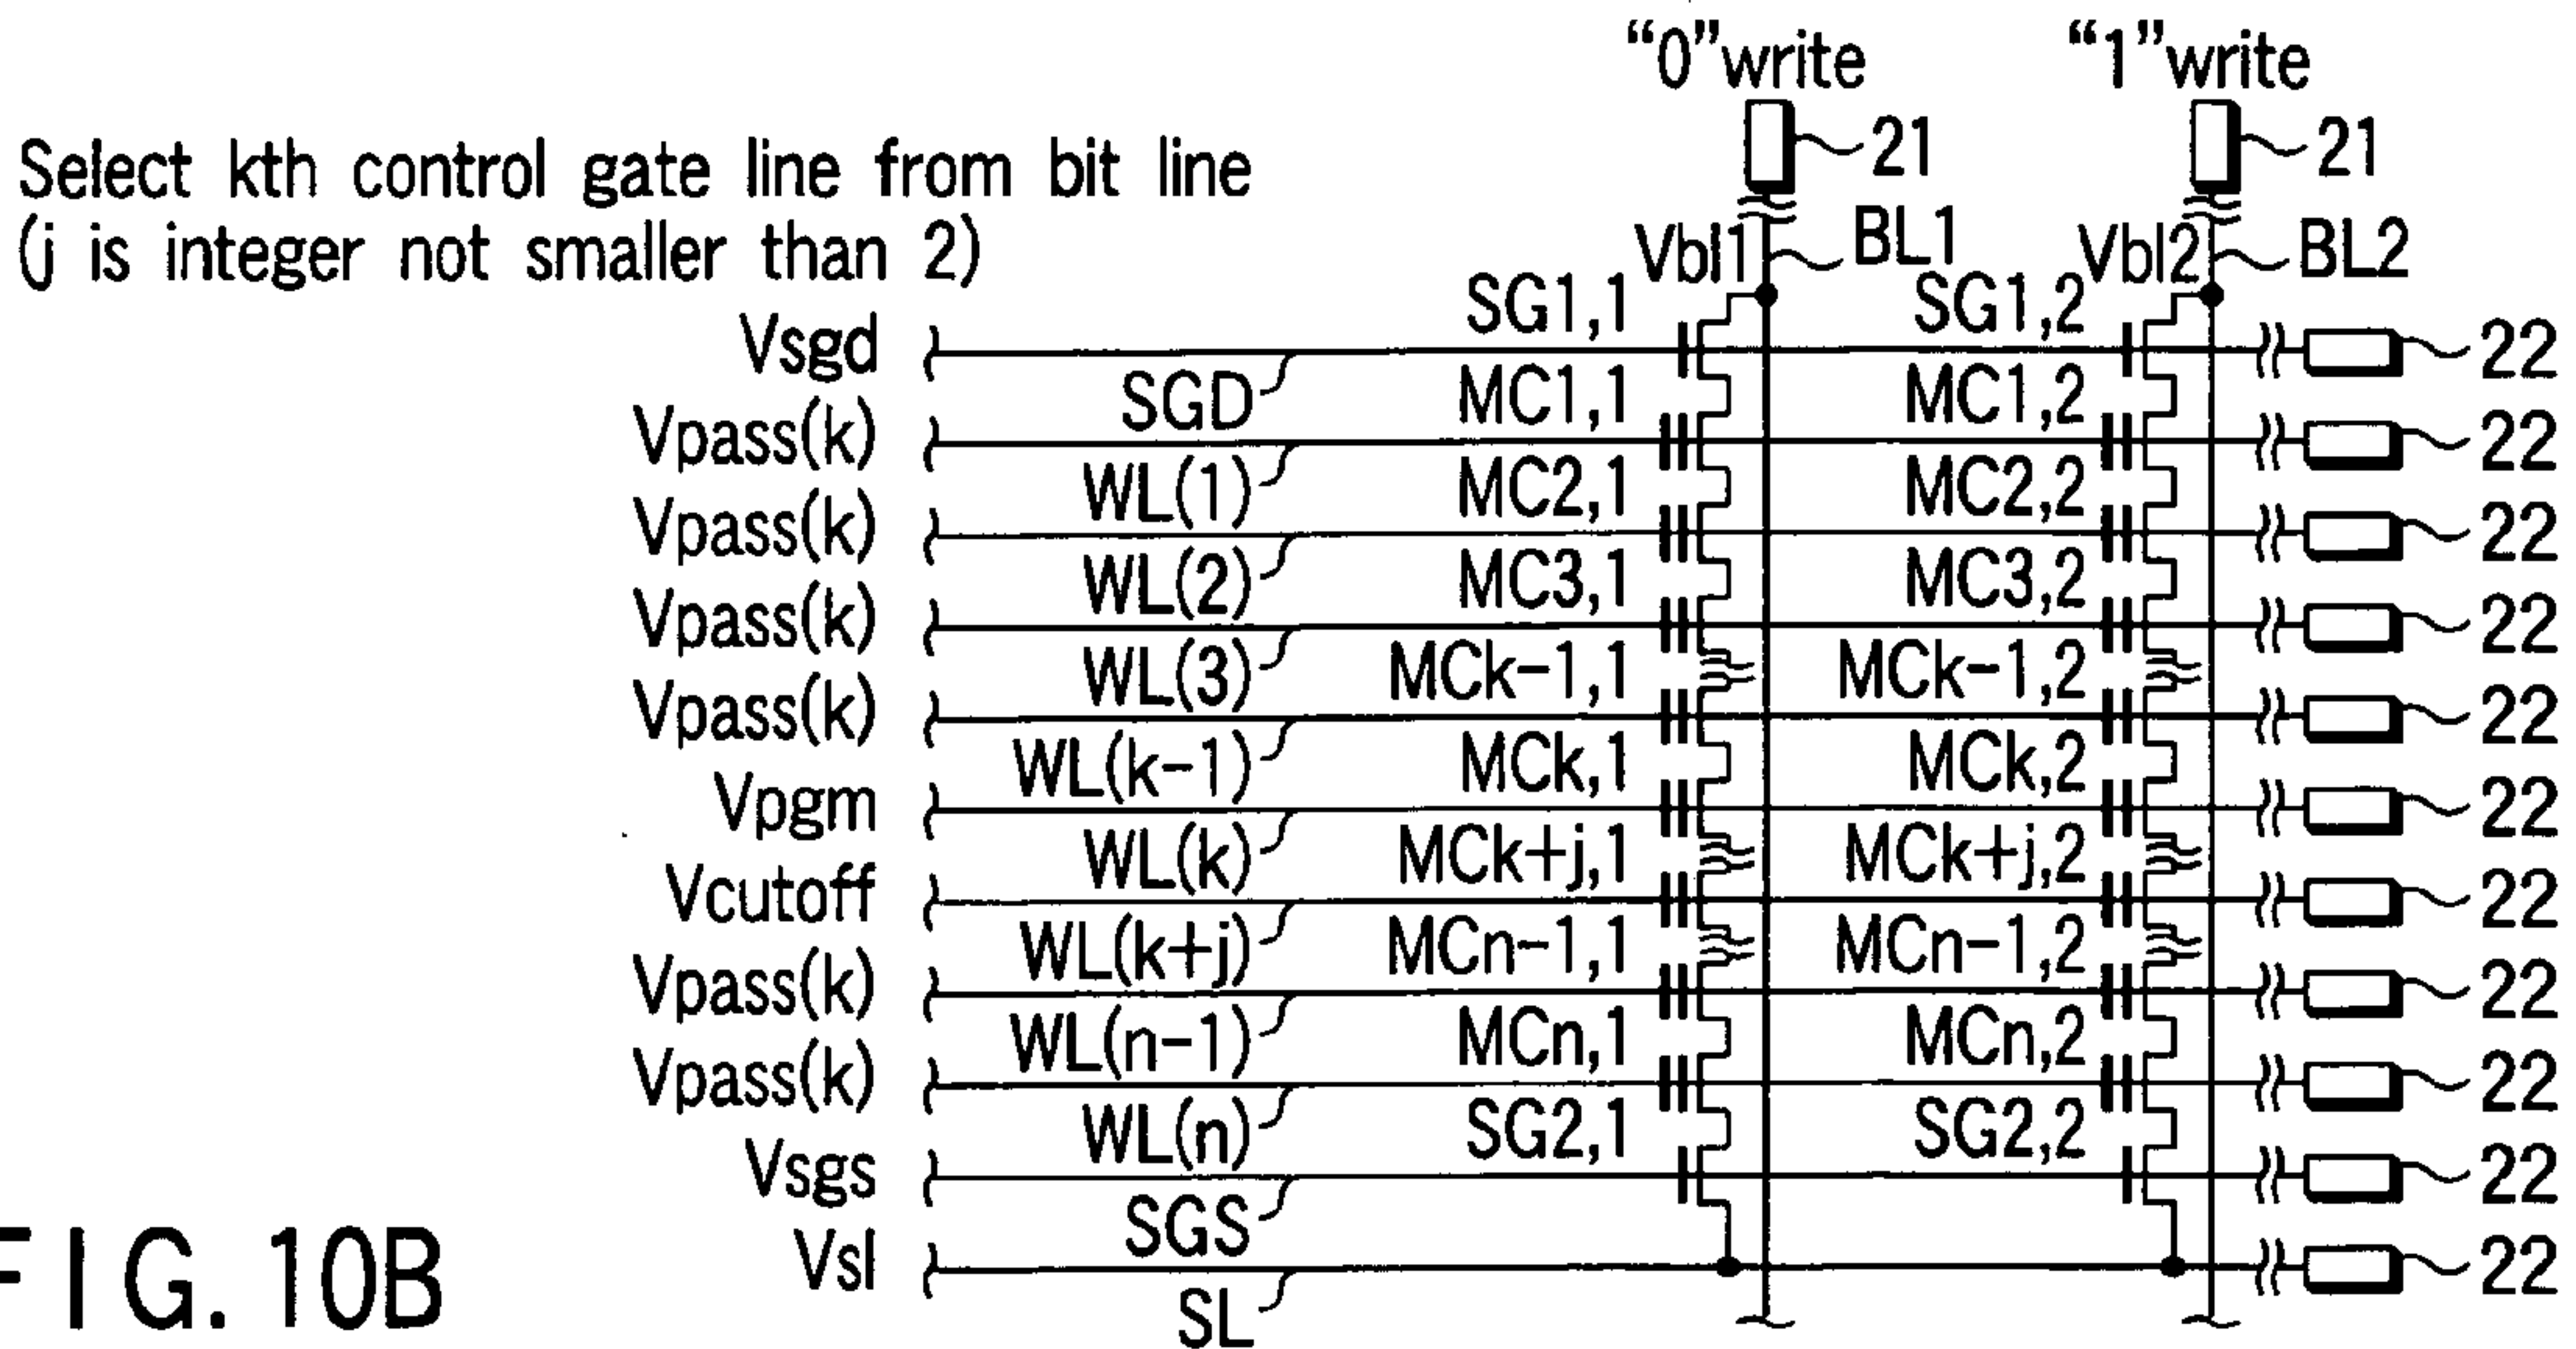 “0”write “1”write
21 21
Select kth control gate line from bit line
(j is integer not smaller than 2)
Vbl1 BL1 Vbl2 BL2
Vsgd SG1,1 SG1,2 22
SGD
Vpass(k) MC1,1 MC1,2 22
WL(1)
Vpass(k) MC2,1 MC2,2 22
WL(2)
Vpass(k) MC3,1 MC3,2 22
WL(3)
Vpass(k) MCk-1,1 MCk-1,2 22
WL(k-1)
Vpgm MCk,1 MCk,2 22
WL(k)
Vcutoff MCk+j,1 MCk+j,2 22
WL(k+j)
Vpass(k) MCn-1,1 MCn-1,2 22
WL(n-1)
Vpass(k) MCn,1 MCn,2 22
WL(n)
Vsgs SG2,1 SG2,2 22
SGS
Vsl 22
SL
FIG. 10B